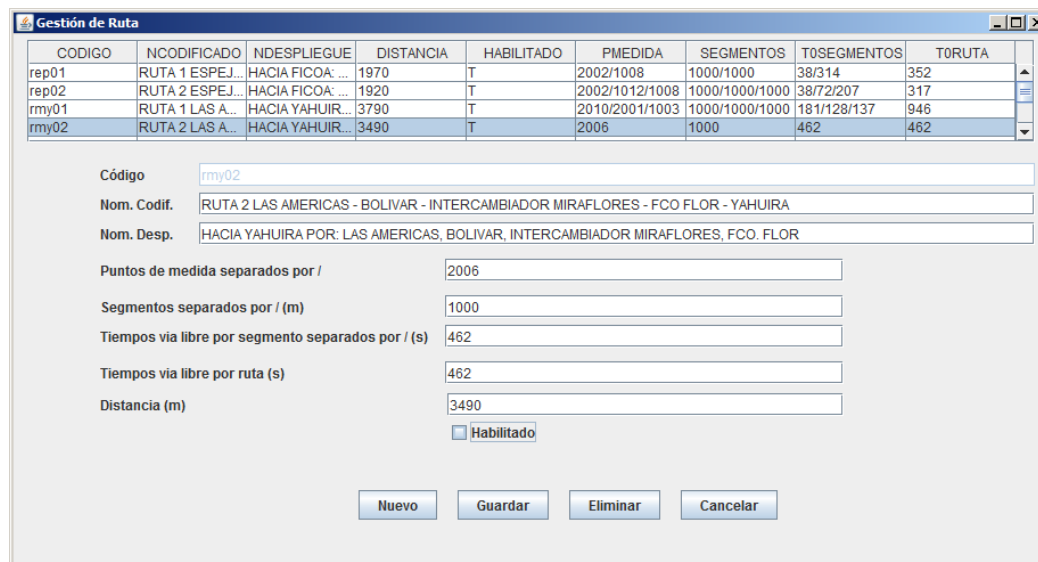 Gestión de Ruta
CODIGO NCODIFICADO NDESPLIEGUE DISTANCIA HABILITADO PMEDIDA SEGMENTOS T0SEGMENTOS T0RUTA
rep01 RUTA 1 ESPEJ... HACIA FICOA: ... 1970 T 2002/1008 1000/1000 38/314 352
rep02 RUTA 2 ESPEJ... HACIA FICOA: ... 1920 T 2002/1012/1008 1000/1000/1000 38/72/207 317
rmy01 RUTA 1 LAS A... HACIA YAHUIR... 3790 T 2010/2001/1003 1000/1000/1000 181/128/137 946
rmy02 RUTA 2 LAS A... HACIA YAHUIR... 3490 T 2006 1000 462 462
Código rmy02
Nom. Codif. RUTA 2 LAS AMERICAS - BOLIVAR - INTERCAMBIADOR MIRAFLORES - FCO FLOR - YAHUIRA
Nom. Desp. HACIA YAHUIRA POR: LAS AMERICAS, BOLIVAR, INTERCAMBIADOR MIRAFLORES, FCO. FLOR
Puntos de medida separados por / 2006
Segmentos separados por / (m) 1000
Tiempos via libre por segmento separados por / (s) 462
Tiempos via libre por ruta (s) 462
Distancia (m) 3490
Habilitado
Nuevo Guardar Eliminar Cancelar